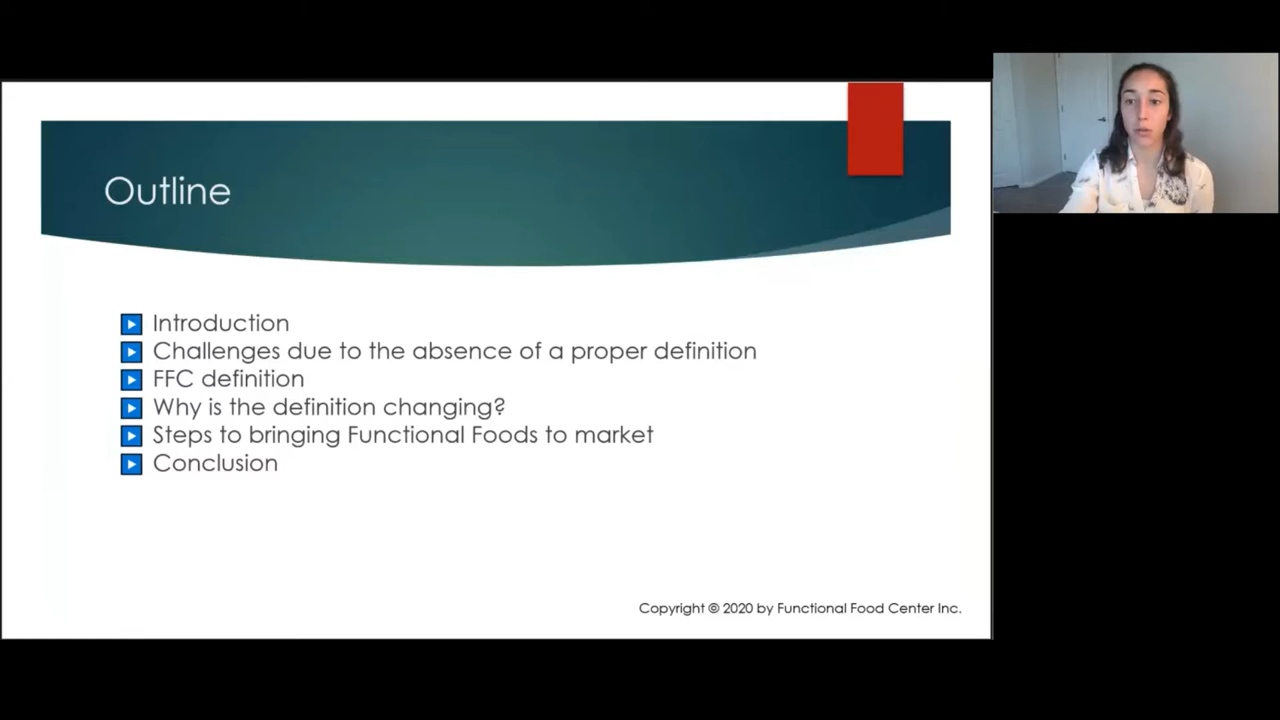 Outline
Introduction
Challenges due to the absence of a proper definition
FFC definition
Why is the definition changing?
Steps to bringing Functional Foods to market
Conclusion
Copyright © 2020 by Functional Food Center Inc.